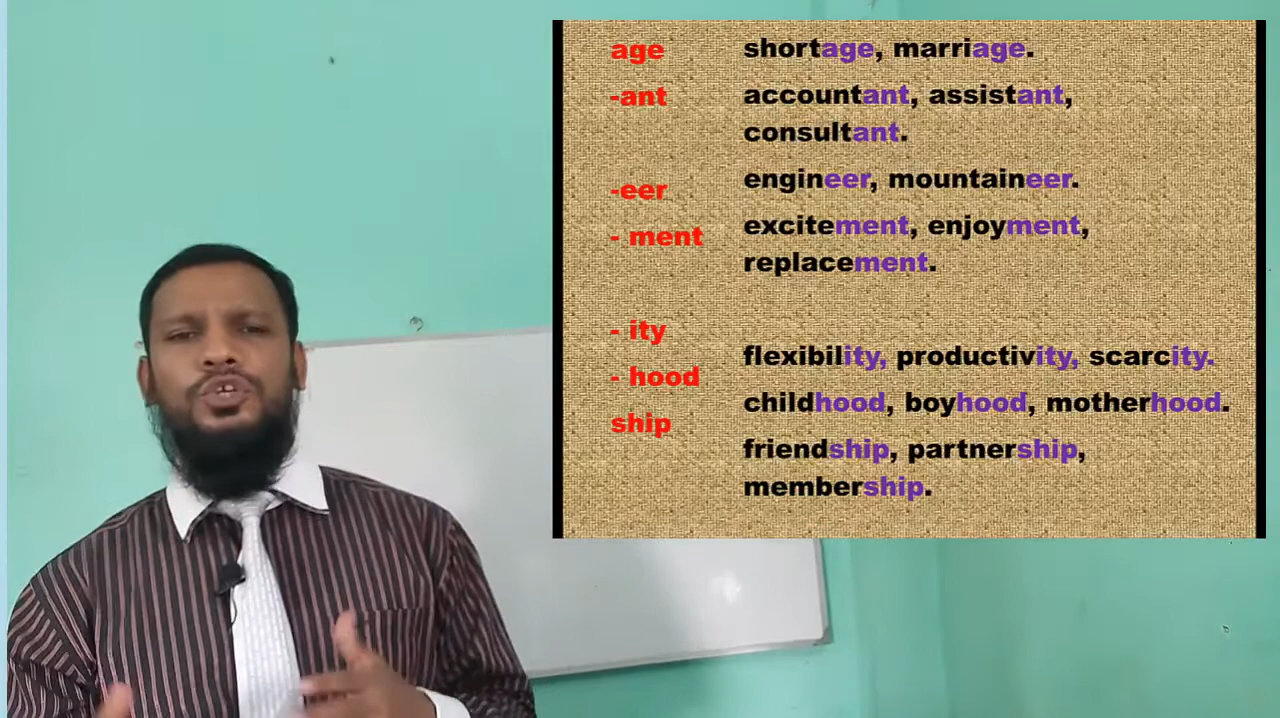 age shortage, marriage.
-ant accountant, assistant,
consultant.
-eer engineer, mountaineer.
- ment excitement, enjoyment,
replacement.
- ity flexibility, productivity, scarcity.
- hood childhood, boyhood, motherhood.
ship friendship, partnership,
membership.